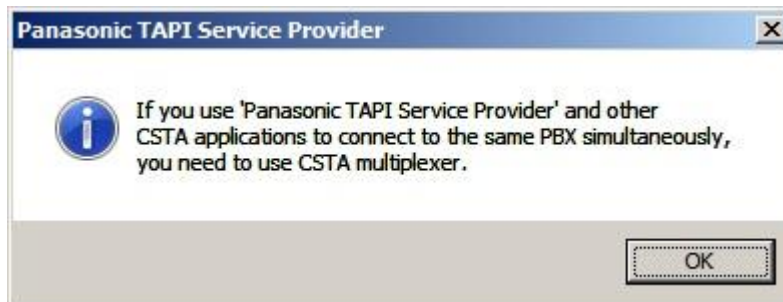 Panasonic TAPI Service Provider
If you use 'Panasonic TAPI Service Provider' and other
CSTA applications to connect to the same PBX simultaneously,
you need to use CSTA multiplexer.
OK